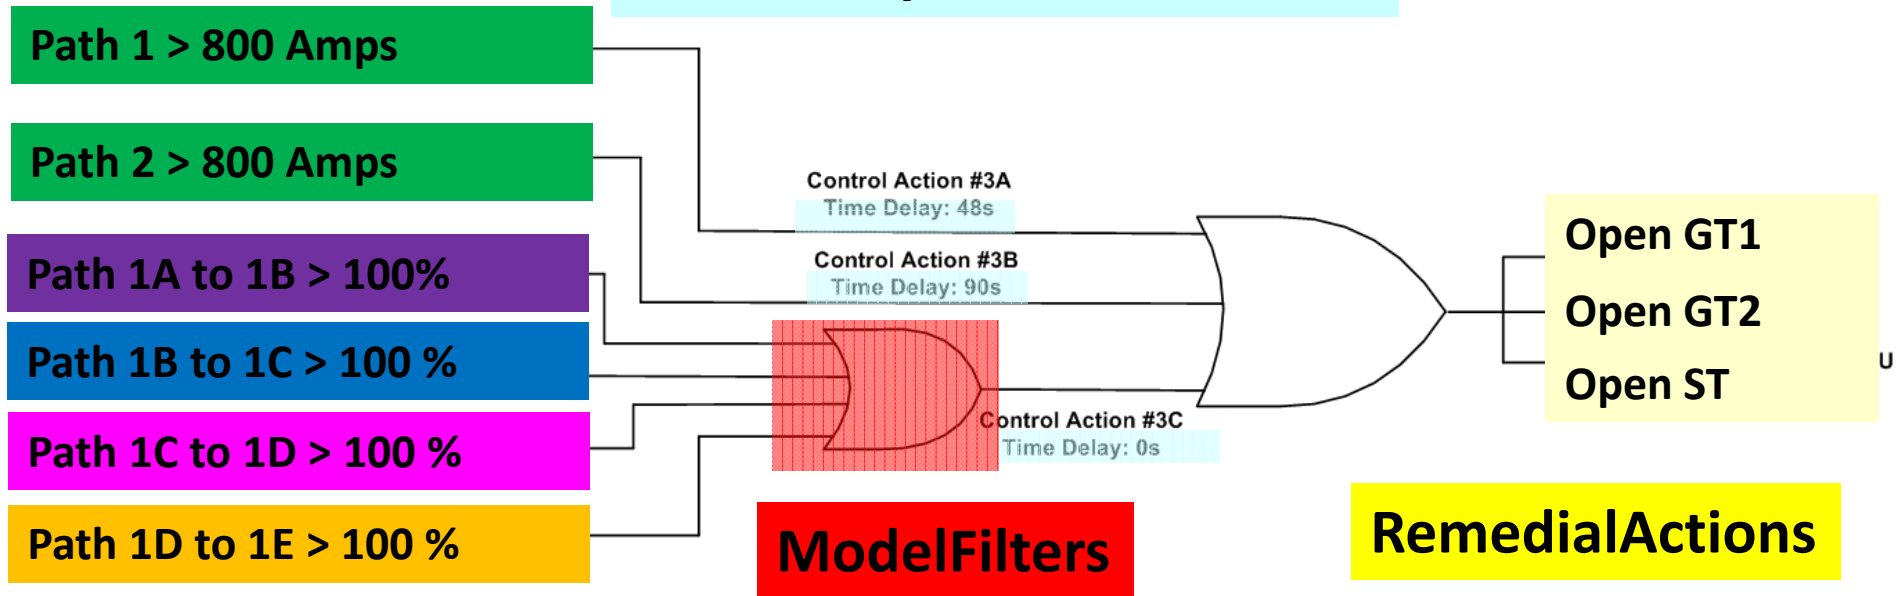 Path 1 > 800 Amps
Path 2 > 800 Amps
Control Action #3A
Time Delay: 48s
Control Action #3B
Time Delay: 90s
Path 1A to 1B > 100%
Path 1B to 1C > 100 %
Path 1C to 1D > 100 %
Path 1D to 1E > 100 %
Control Action #3C
Time Delay: 0s
Open GT1
Open GT2
Open ST
U
ModelFilters
RemedialActions